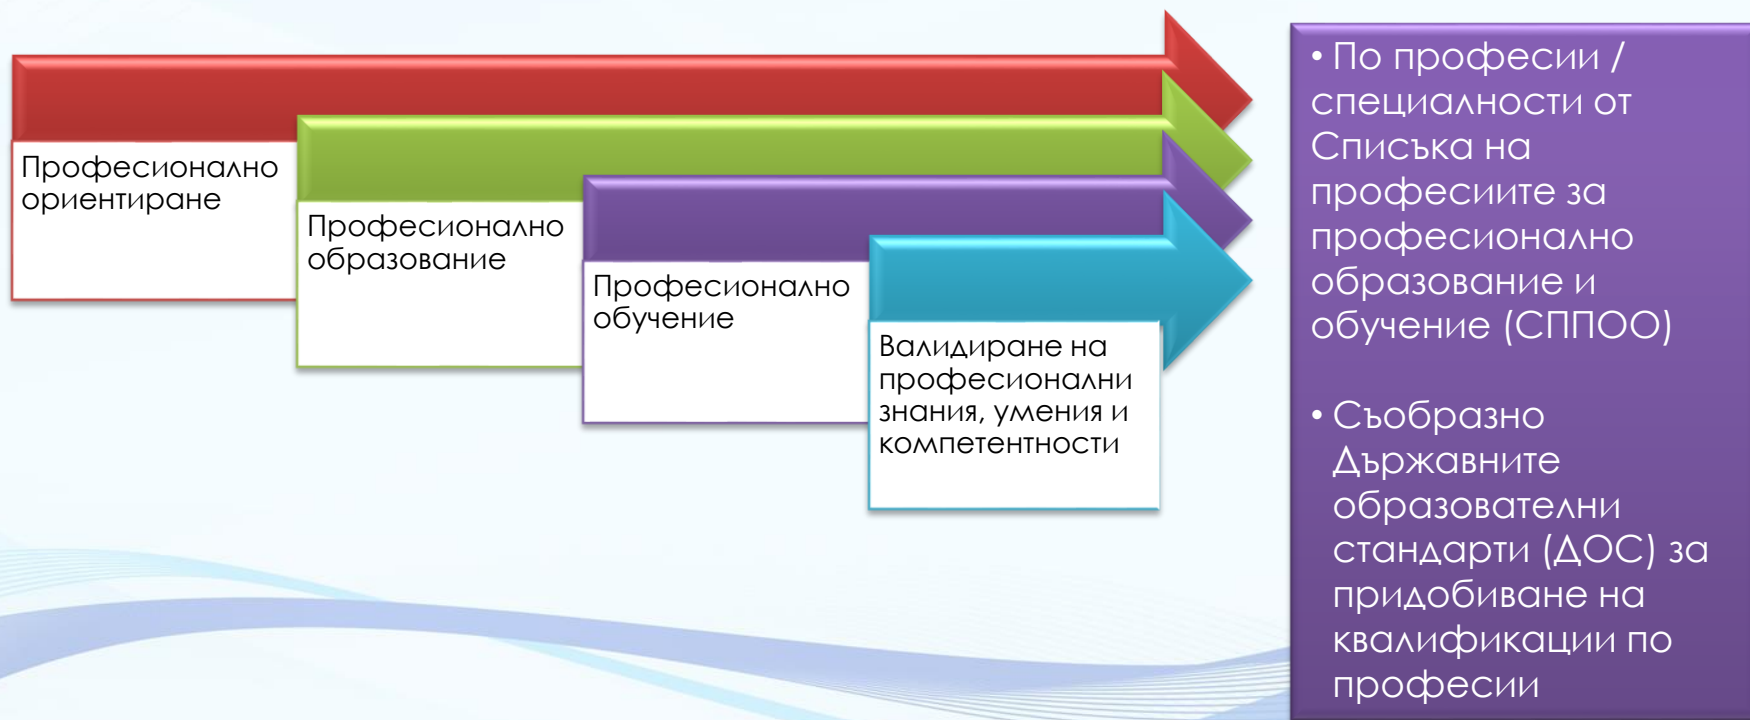 Професионално
ориентиране
Професионално
образование
Професионално
обучение
Валидиране на
професионални
знания, умения и
компетентности
• По професии /
специалности от
Списъка на
професиите за
професионално
образование и
обучение (СППОО)
• Съобразно
Държавните
образователни
стандарти (ДОС) за
придобиване на
квалификации по
професии